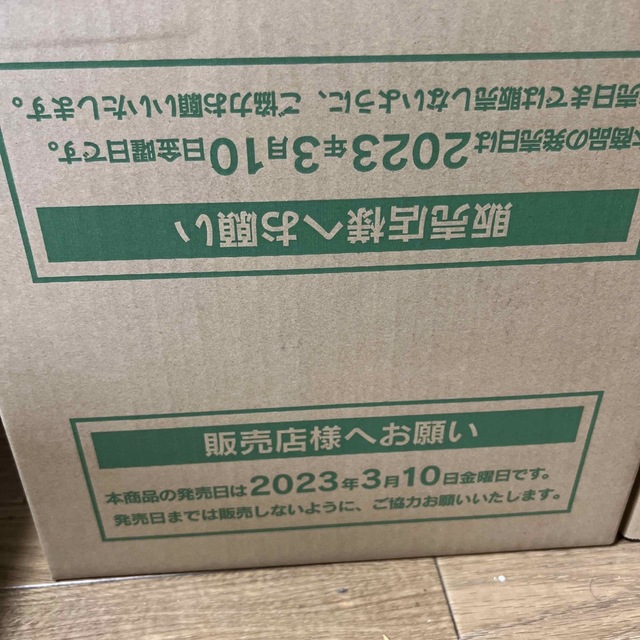 販売店様へお願い
本商品の発売日は2023年3月10日金曜日です。
売日までは販売しないように、ご協力お願いいたします。
販売店様へお願い
本商品の発売日は2023年3月10日金曜日です。
発売日までは販売しないように、ご協力お願いいたします。